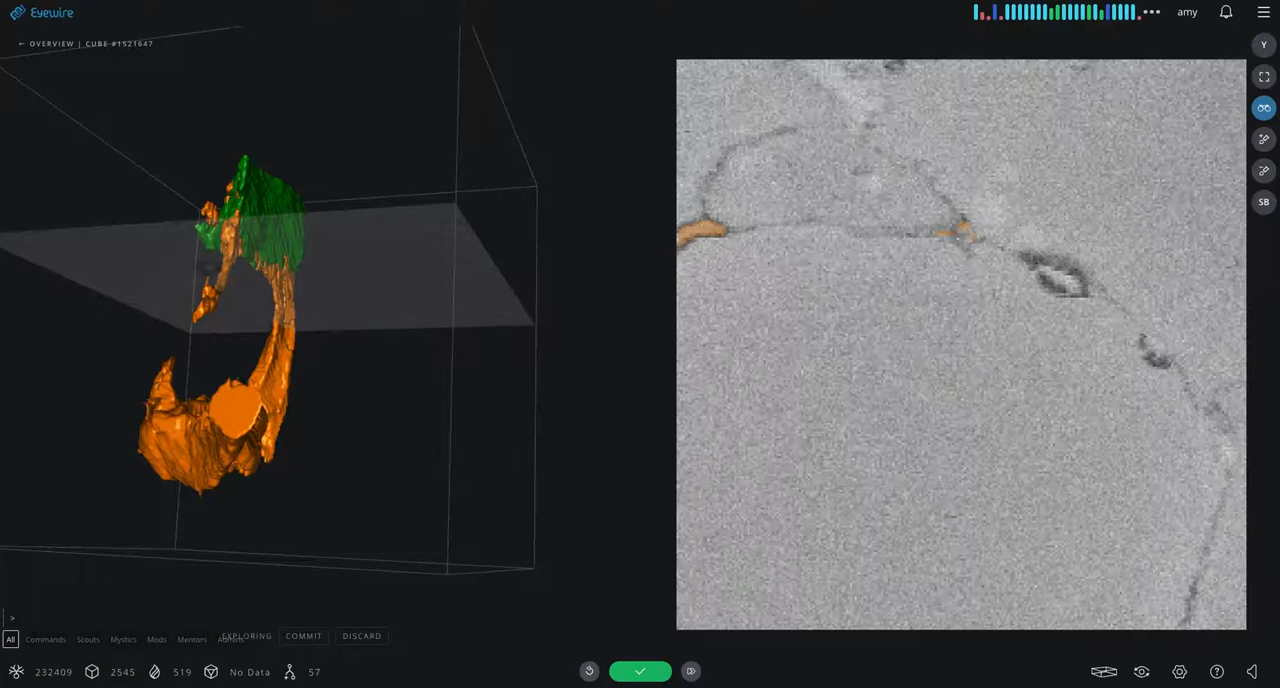 Eyewire
amy
← OVERVIEW | CUBE #1521647
Y
SB
>
EXPLORING COMMIT DISCARD
All Commands Scouts Mystics Mods Mentors Admins
232409 2545 519 No Data 57